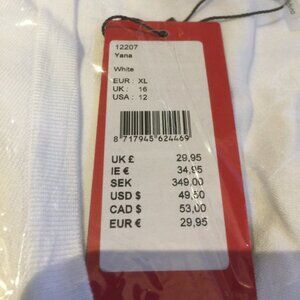 12207
Yana
White
EUR : XL
UK : 16
USA : 12
8 717945 624469
UK £ 29,95
IE € 34,95
SEK 349,00
USD $ 49,50
CAD $ 53,00
EUR € 29,95